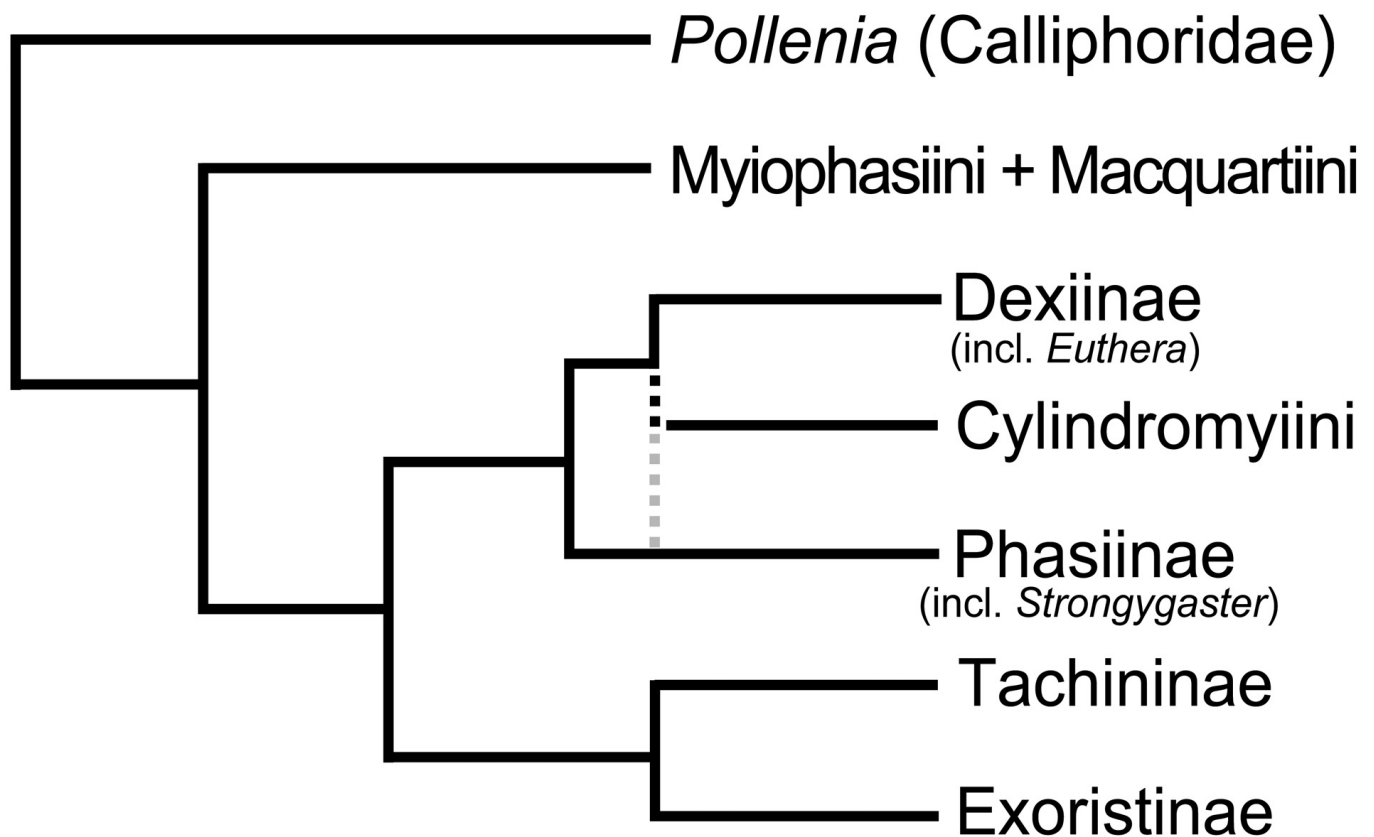 Pollenia (Calliphoridae)
Myiophasiini + Macquartiini
Dexiinae
(incl. Euthera)
Cylindromyiini
Phasiinae
(incl. Strongygaster)
Tachininae
Exoristinae